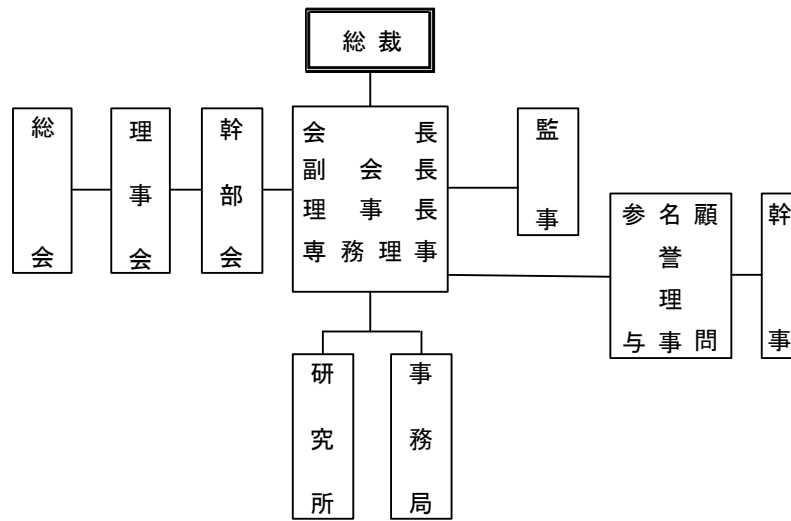 総裁
総会
理事会
幹部会
会長
副会長
理事長
専務理事
監事
顧問
名誉理事
参与
幹事
研究所
事務局